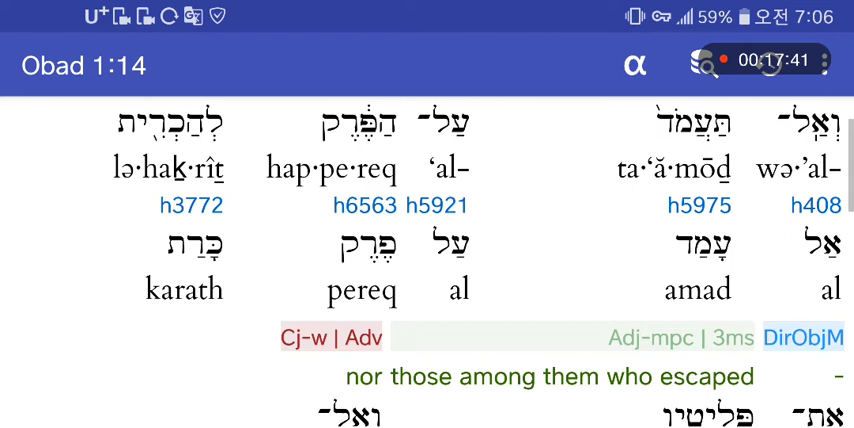 U+ 59% 오전 7:06
Obad 1:14 α 00:17:41
וְאַֽל־ תַּעֲמֹד֙ עַל־ הַפֶּ֔רֶק לְהַכְרִ֖ית
wə·’al- ta·‘ă·mōḏ ‘al- hap·pe·req lə·haḵ·rîṯ
h408 h5975 h5921 h6563 h3772
אַל עָמַד עַל פֶּרֶק כָּרַת
al amad al pereq karath
DirObjM Adj-mpc | 3ms Cj-w | Adv
- nor those among them who escaped
את־ פליטיו ואל־